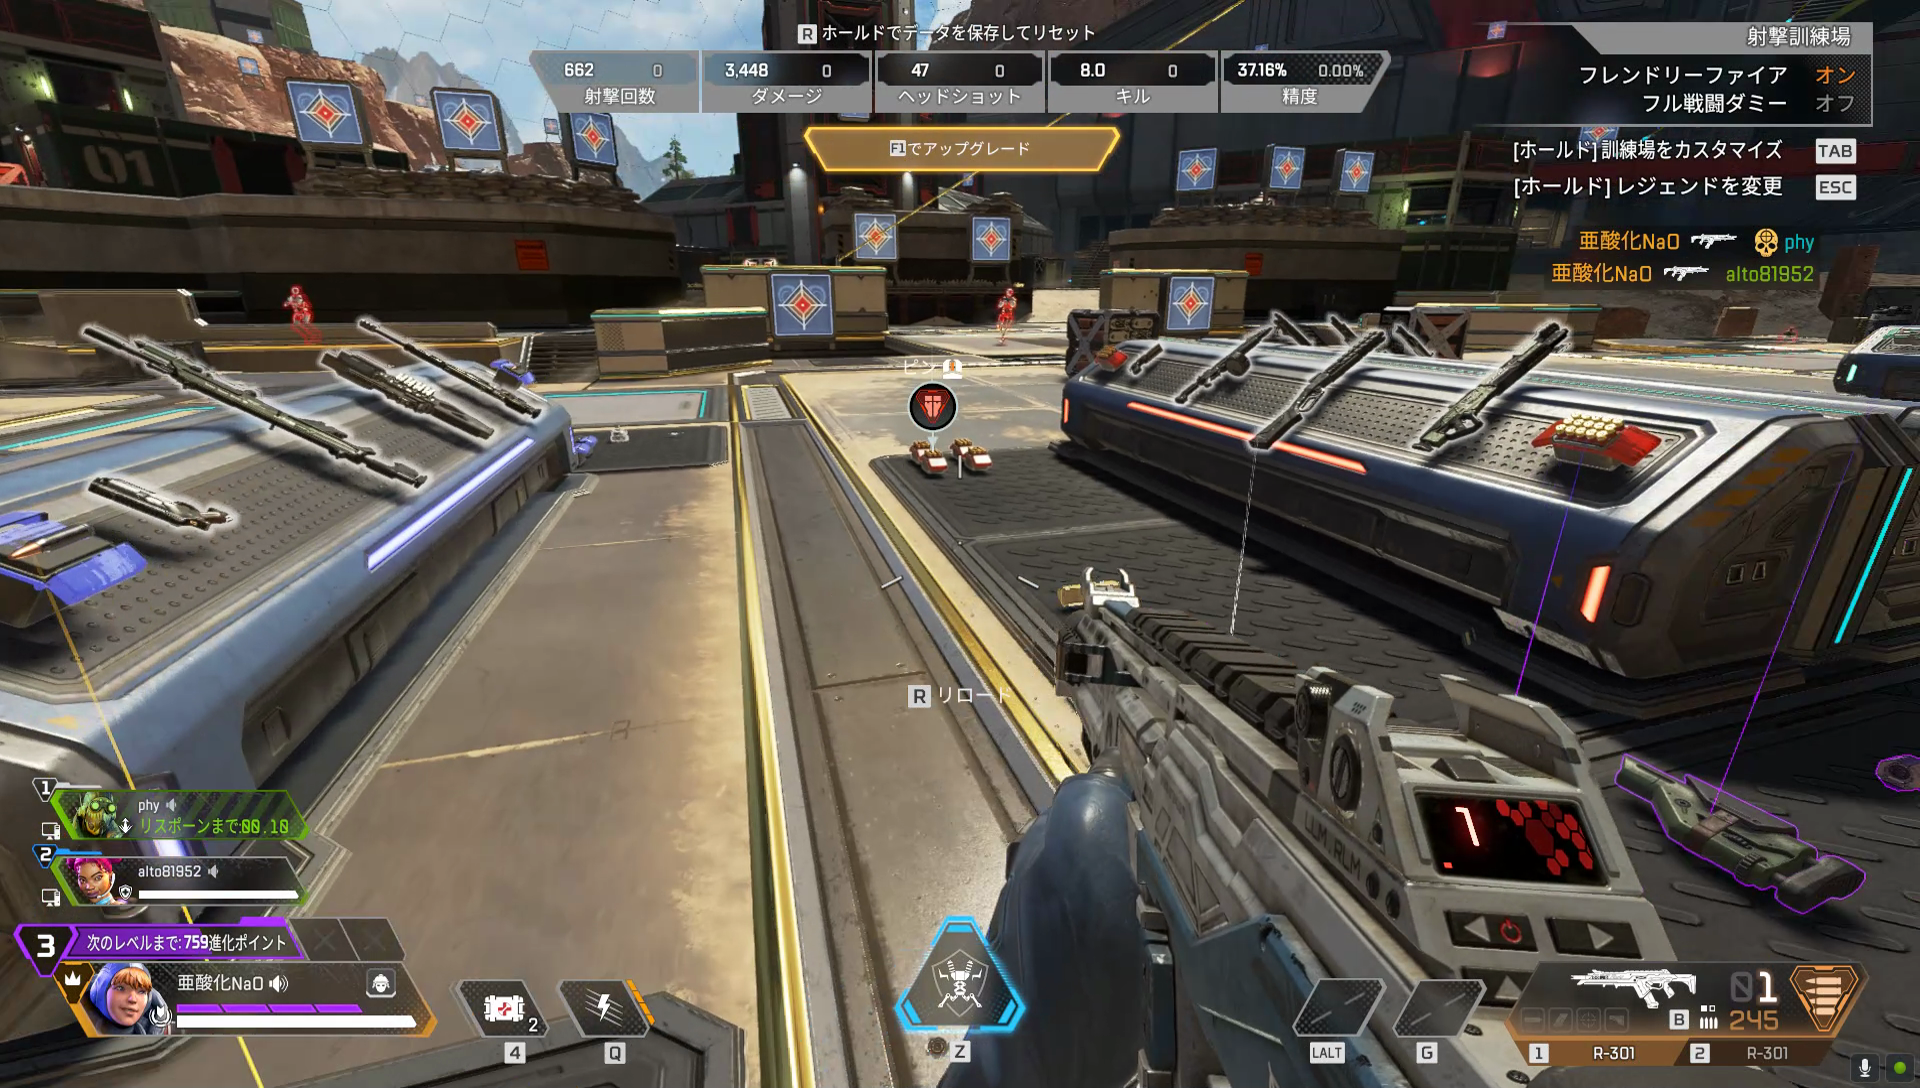 R ホールドでデータを保存してリセット
662 0
射撃回数
3,448 0
ダメージ
47 0
ヘッドショット
8.0 0
キル
37.16% 0.00%
精度
F1でアップグレード
射撃訓練場
フレンドリーファイア オン
フル戦闘ダミー オフ
[ホールド]訓練場をカスタマイズ TAB
[ホールド]レジェンドを変更 ESC
亜酸化NaO phy
亜酸化NaO alto81952
01
ピン
R リロード
1
phy
リスポーンまで:00.10
2
alto81952
3
次のレベルまで:759進化ポイント
亜酸化NaO
2
4
Q
Z
LALT
G
LLM, RLM
1
01
B
245
1 R-301
2 R-301